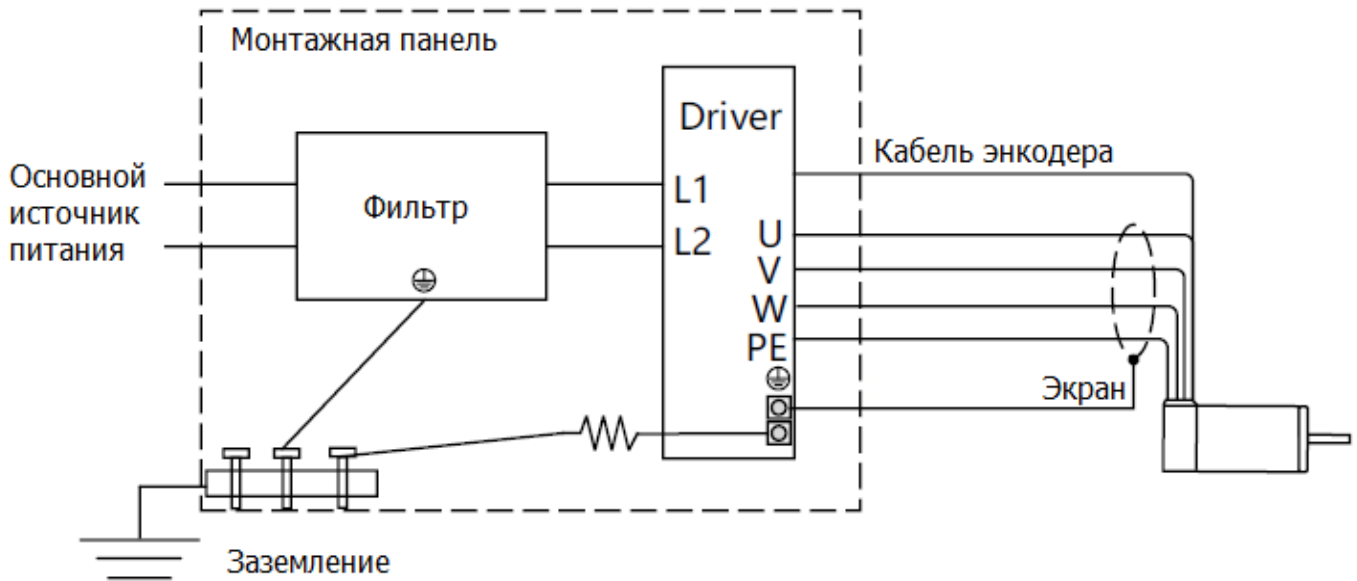 Монтажная панель
Driver
Кабель энкодера
Основной
источник
питания
Фильтр
L1
L2
U
V
W
PE
Экран
Заземление